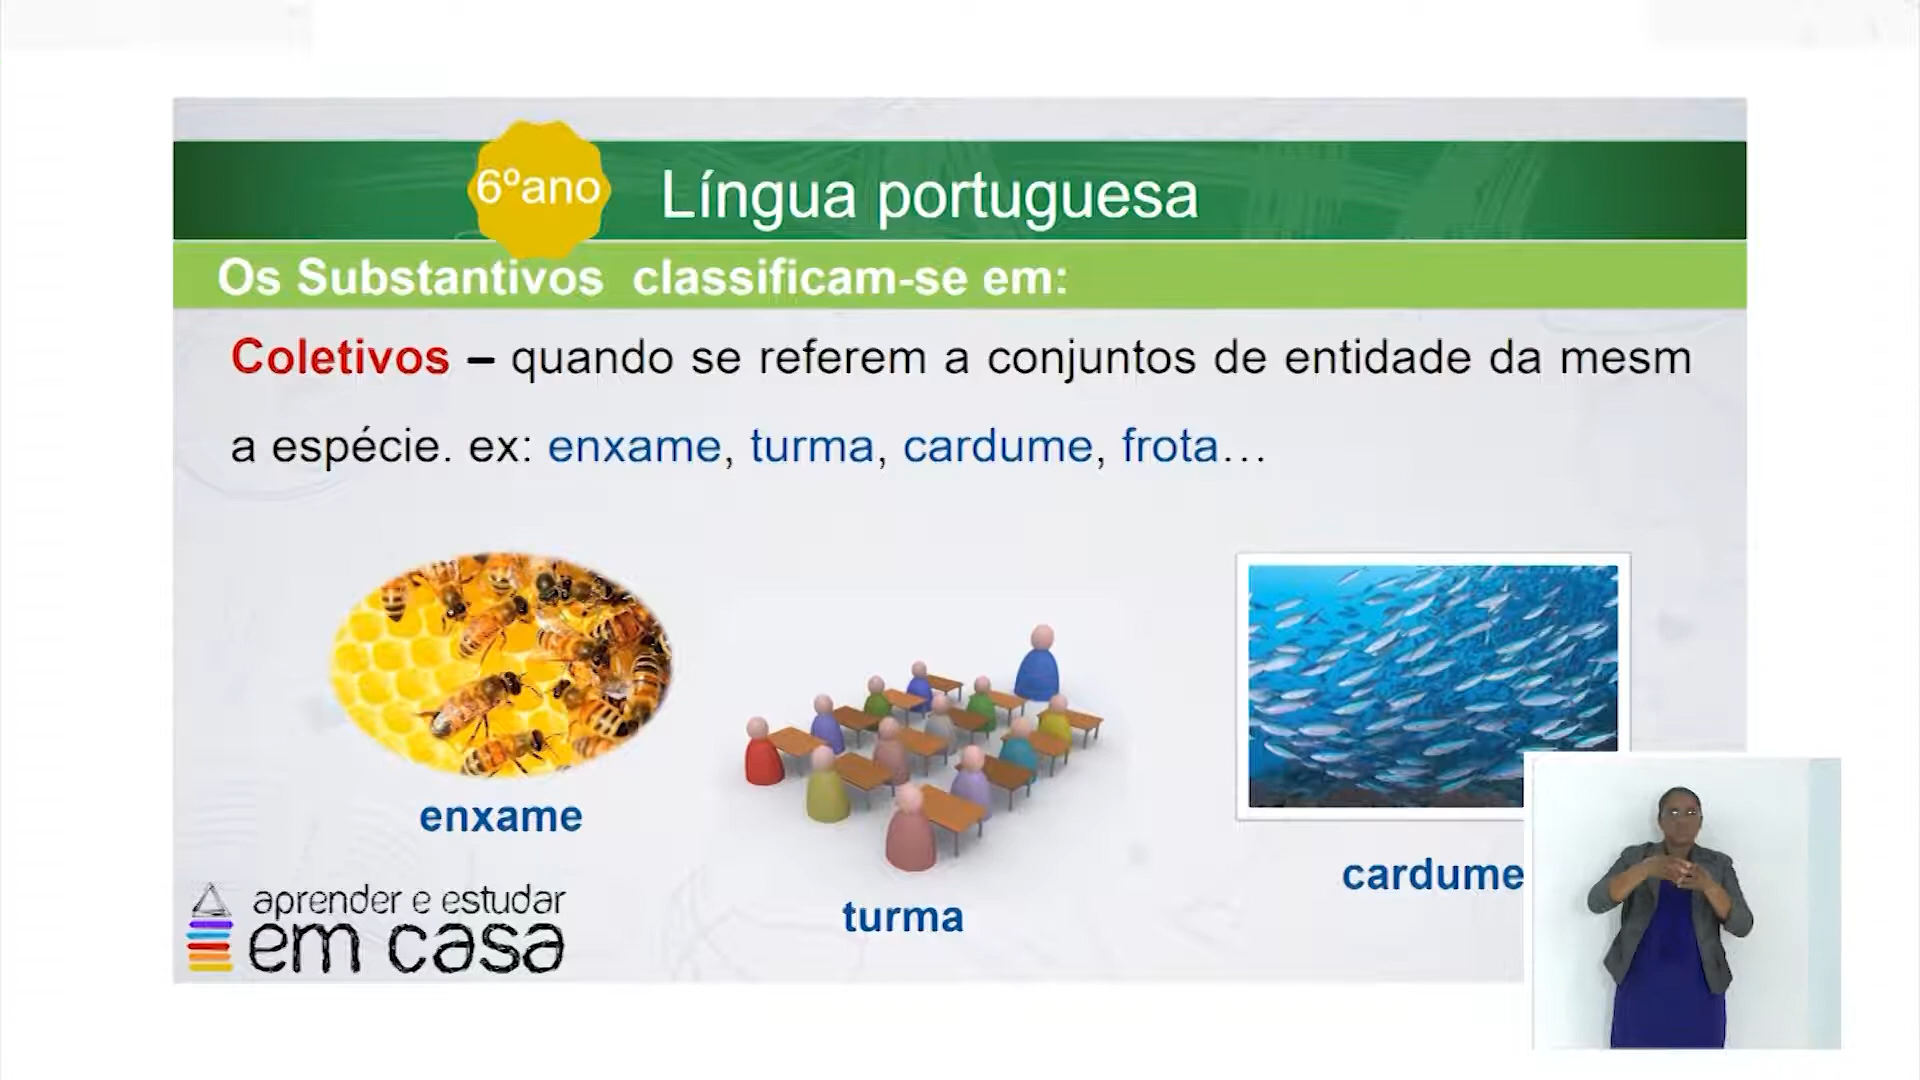 6ºano
Língua portuguesa
Os Substantivos classificam-se em:
Coletivos – quando se referem a conjuntos de entidade da mesm
a espécie. ex: enxame, turma, cardume, frota…
enxame
turma
cardume
aprender e estudar
em casa